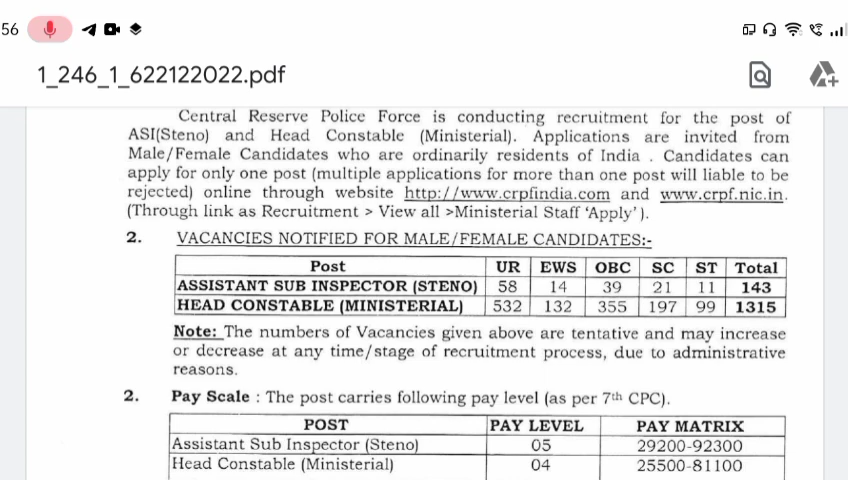 56
1_246_1_622122022.pdf
Central Reserve Police Force is conducting recruitment for the post of
ASI(Steno) and Head Constable (Ministerial). Applications are invited from
Male/Female Candidates who are ordinarily residents of India . Candidates can
apply for only one post (multiple applications for more than one post will liable to be
rejected) online through website http://www.crpfindia.com and www.crpf.nic.in.
(Through link as Recruitment > View all >Ministerial Staff 'Apply').
2. VACANCIES NOTIFIED FOR MALE/FEMALE CANDIDATES:-
Post UR EWS OBC SC ST Total
ASSISTANT SUB INSPECTOR (STENO) 58 14 39 21 11 143
HEAD CONSTABLE (MINISTERIAL) 532 132 355 197 99 1315
Note: The numbers of Vacancies given above are tentative and may increase
or decrease at any time/stage of recruitment process, due to administrative
reasons.
2. Pay Scale : The post carries following pay level (as per 7th CPC).
POST PAY LEVEL PAY MATRIX
Assistant Sub Inspector (Steno) 05 29200-92300
Head Constable (Ministerial) 04 25500-81100